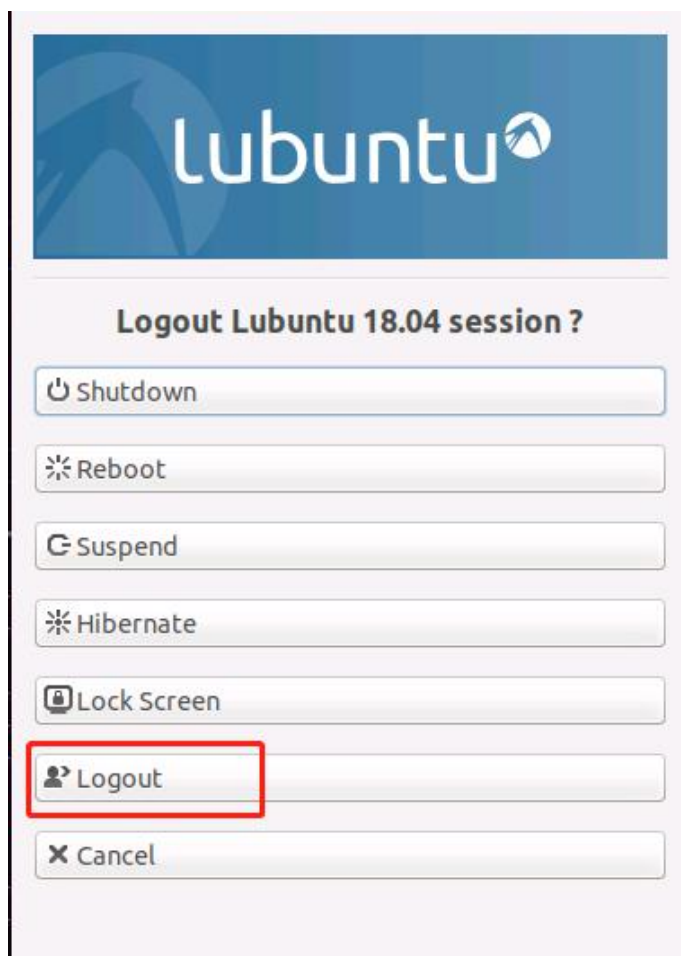 lubuntu
Logout Lubuntu 18.04 session ?
Shutdown
Reboot
Suspend
Hibernate
Lock Screen
Logout
Cancel